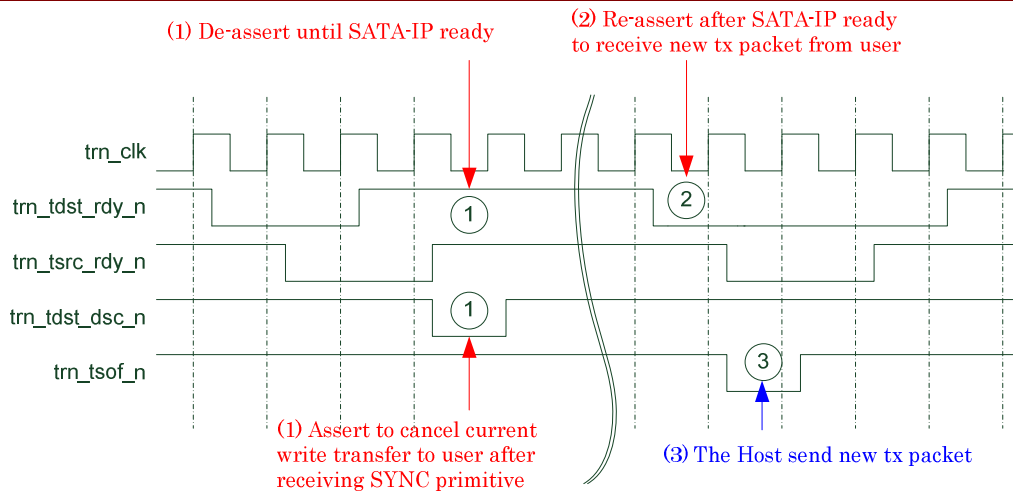 (1) De-assert until SATA-IP ready
(2) Re-assert after SATA-IP ready
to receive new tx packet from user
trn_clk
trn_tdst_rdy_n
1
2
trn_tsrc_rdy_n
trn_tdst_dsc_n
1
trn_tsof_n
3
(1) Assert to cancel current
write transfer to user after
receiving SYNC primitive
(3) The Host send new tx packet